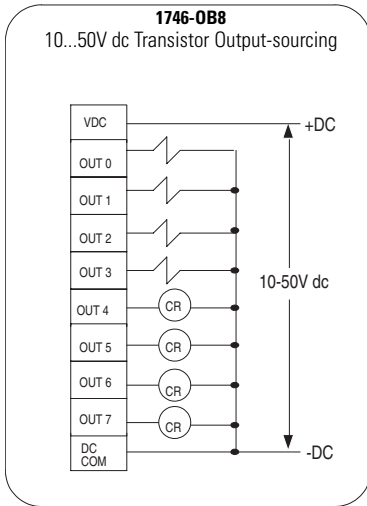 1746-OB8
10...50V dc Transistor Output-sourcing
VDC
+DC
OUT 0
OUT 1
OUT 2
OUT 3
10-50V dc
OUT 4
CR
OUT 5
CR
OUT 6
CR
OUT 7
CR
DC
COM
-DC